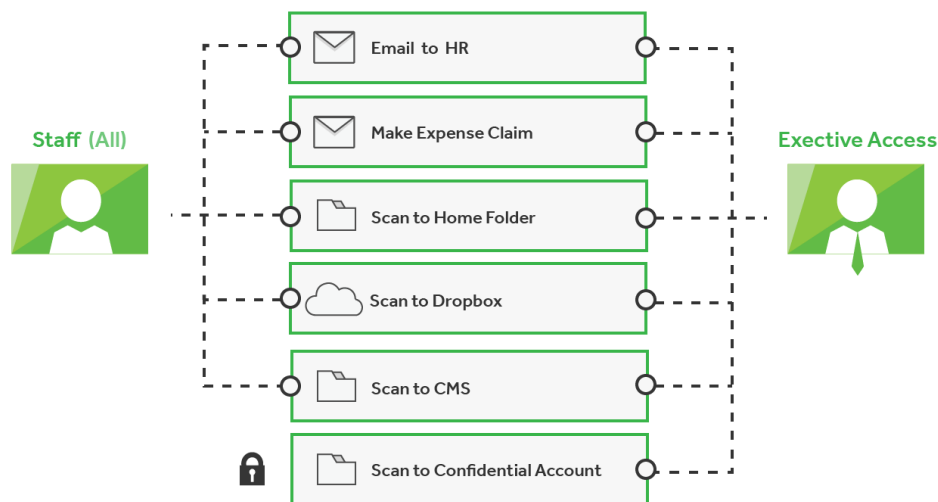 Staff (All)
Email to HR
Make Expense Claim
Scan to Home Folder
Scan to Dropbox
Scan to CMS
Scan to Confidential Account
Exective Access